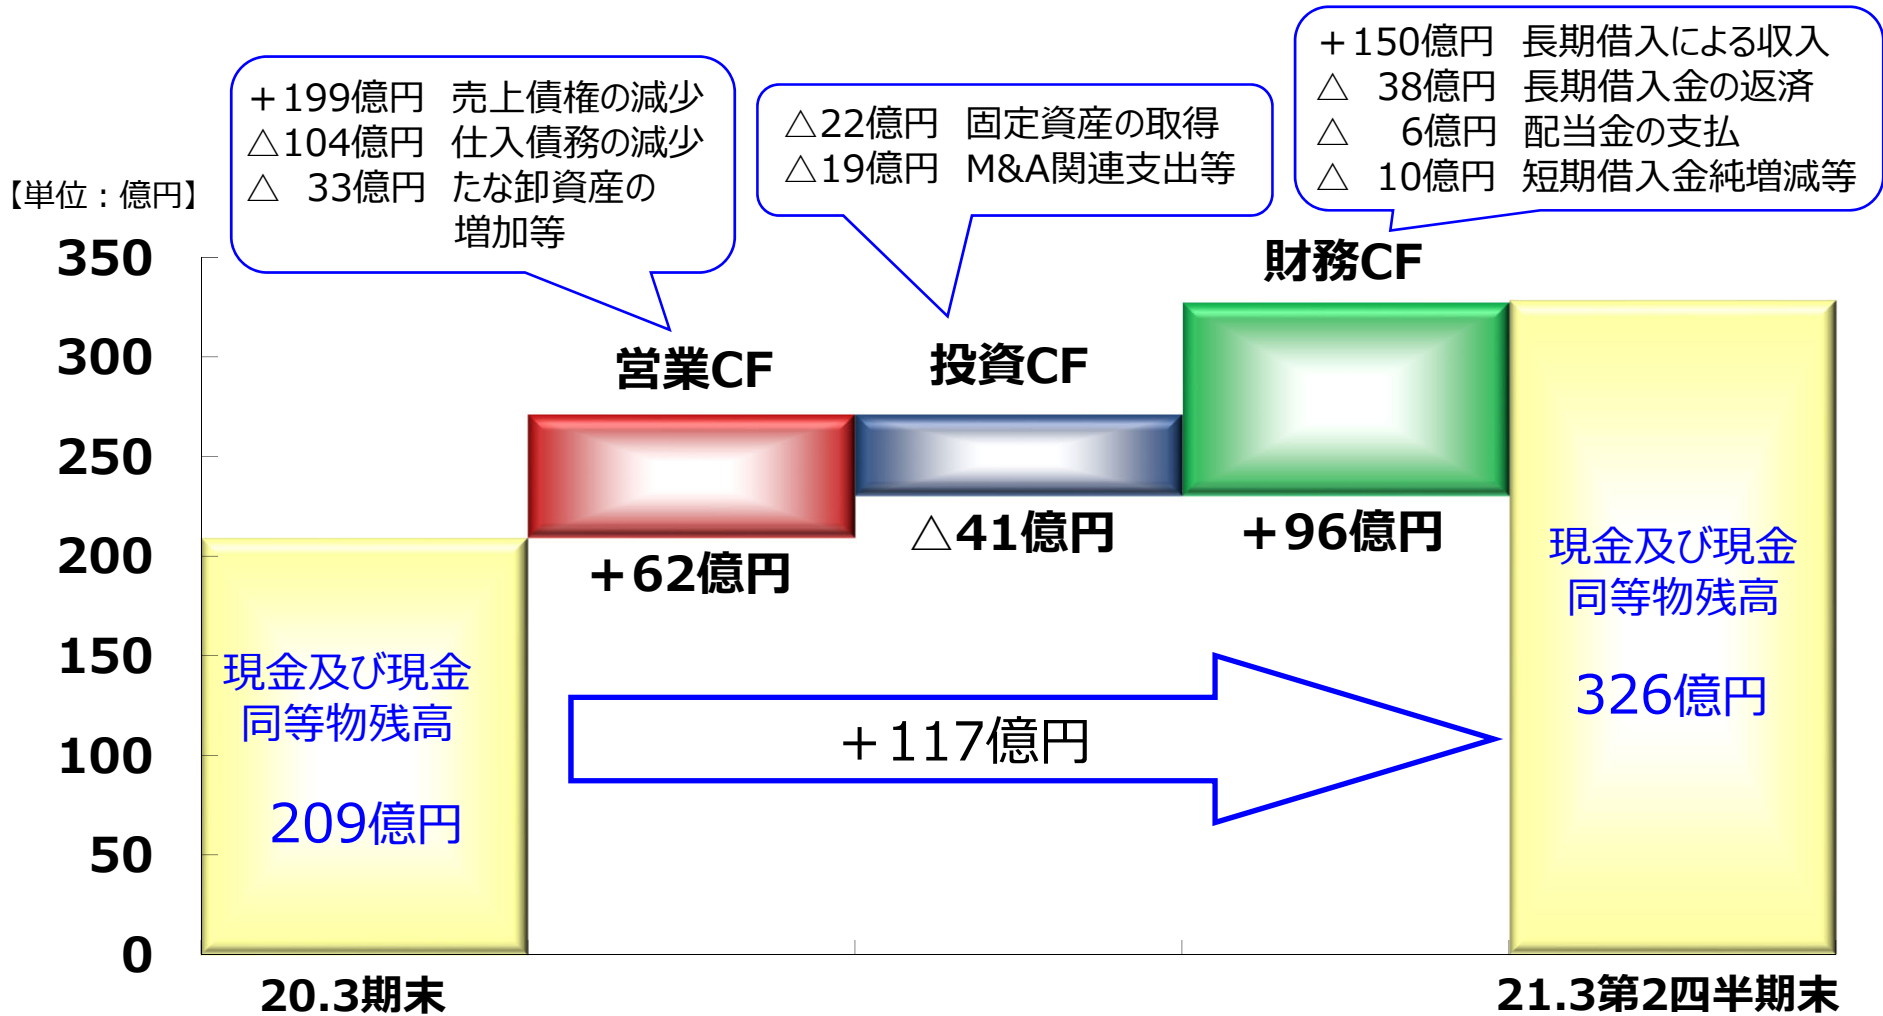 +199億円 売上債権の減少
△104億円 仕入債務の減少
△ 33億円 たな卸資産の
増加等
△22億円 固定資産の取得
△19億円 M&A関連支出等
+150億円 長期借入による収入
△ 38億円 長期借入金の返済
△ 6億円 配当金の支払
△ 10億円 短期借入金純増減等
【単位:億円】
350
300
250
200
150
100
50
0
営業CF
+62億円
投資CF
△41億円
財務CF
+96億円
現金及び現金
同等物残高
209億円
+117億円
現金及び現金
同等物残高
326億円
20.3期末
21.3第2四半期末